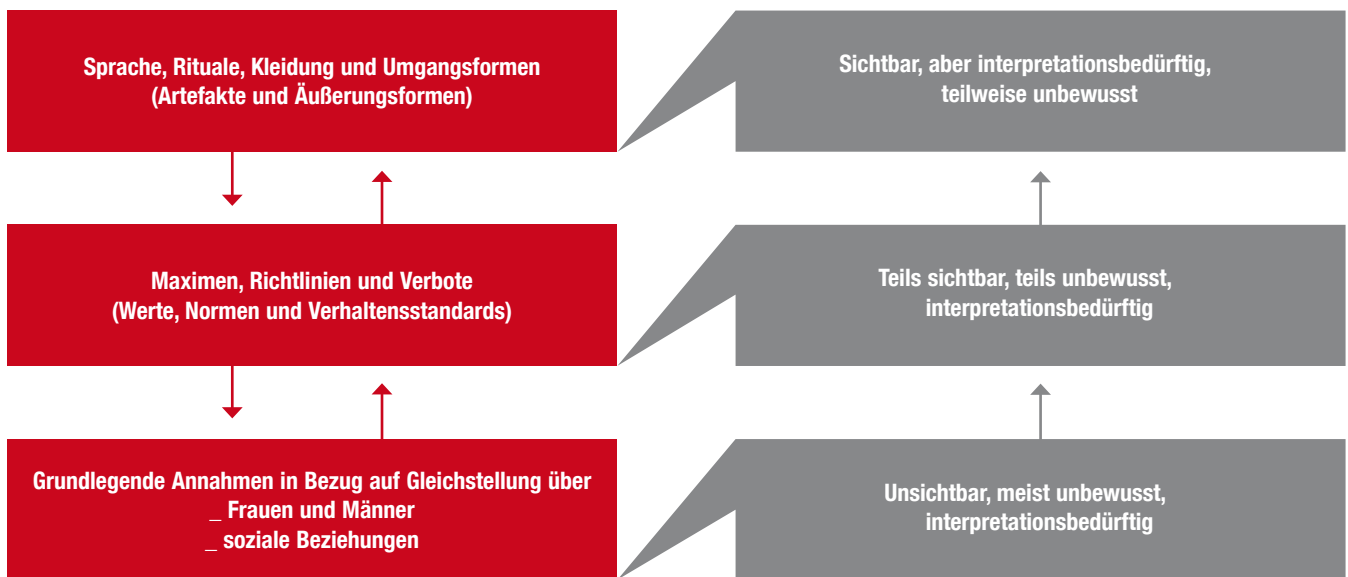 Sprache, Rituale, Kleidung und Umgangsformen
(Artefakte und Äußerungsformen)
Sichtbar, aber interpretationsbedürftig,
teilweise unbewusst
Maximen, Richtlinien und Verbote
(Werte, Normen und Verhaltensstandards)
Teils sichtbar, teils unbewusst,
interpretationsbedürftig
Grundlegende Annahmen in Bezug auf Gleichstellung über
_ Frauen und Männer
_ soziale Beziehungen
Unsichtbar, meist unbewusst,
interpretationsbedürftig